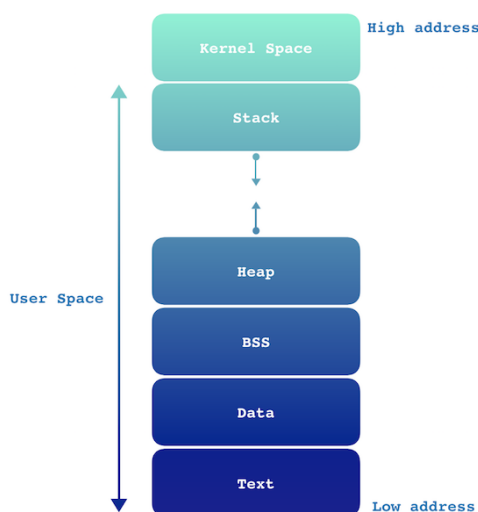 High address
Kernel Space
Stack
Heap
User Space
BSS
Data
Text
Low address